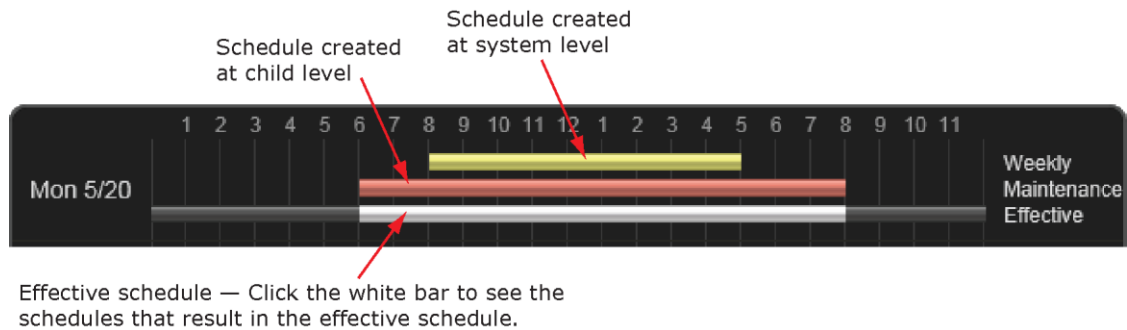 Schedule created
at system level
Schedule created
at child level
1 2 3 4 5 6 7 8 9 10 11 12 1 2 3 4 5 6 7 8 9 10 11
Weekly
Mon 5/20
Maintenance
Effective
Effective schedule — Click the white bar to see the
schedules that result in the effective schedule.